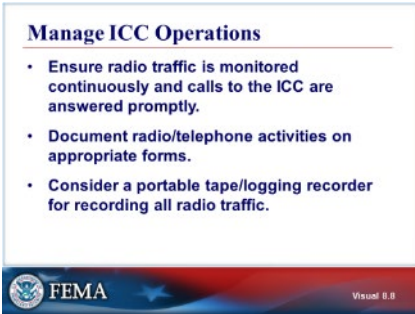 Manage ICC Operations
• Ensure radio traffic is monitored
continuously and calls to the ICC are
answered promptly.
• Document radio/telephone activities on
appropriate forms.
• Consider a portable tape/logging recorder
for recording all radio traffic.
FEMA
Visual 8.8